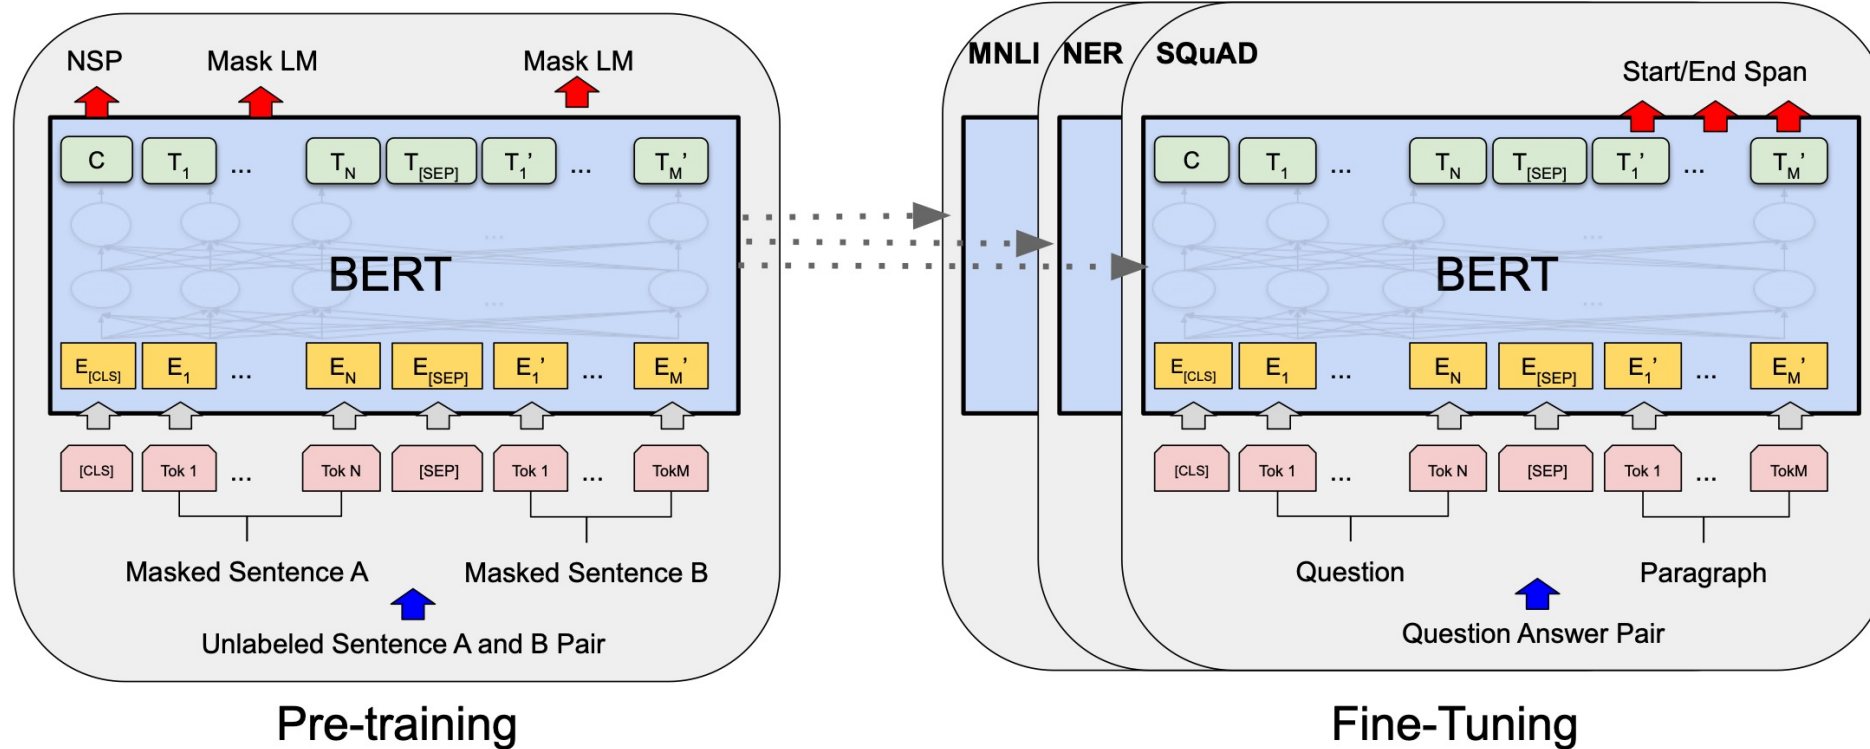 NSP Mask LM Mask LM
C T1 ... TN T[SEP] T1’ ... TM’
...
BERT
...
E[CLS] E1 ... EN E[SEP] E1’ ... EM’
[CLS] Tok 1 ... Tok N [SEP] Tok 1 ... TokM
Masked Sentence A Masked Sentence B
Unlabeled Sentence A and B Pair
Pre-training
MNLI NER SQuAD
Start/End Span
C T1 ... TN T[SEP] T1’ ... TM’
...
BERT
...
E[CLS] E1 ... EN E[SEP] E1’ ... EM’
[CLS] Tok 1 ... Tok N [SEP] Tok 1 ... TokM
Question Paragraph
Question Answer Pair
Fine-Tuning